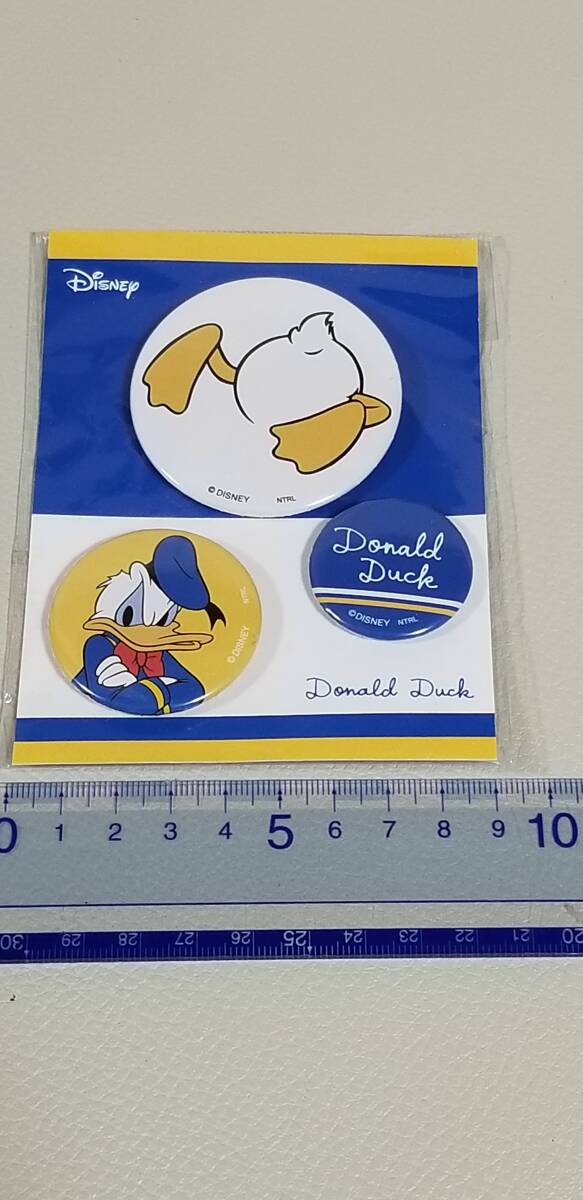 Disney
© DISNEY NTRL
Donald
Duck
© DISNEY NTRL
© DISNEY NTRL
Donald Duck
0 1 2 3 4 5 6 7 8 9 10
30 29 28 27 26 25 24 23 22 21 20